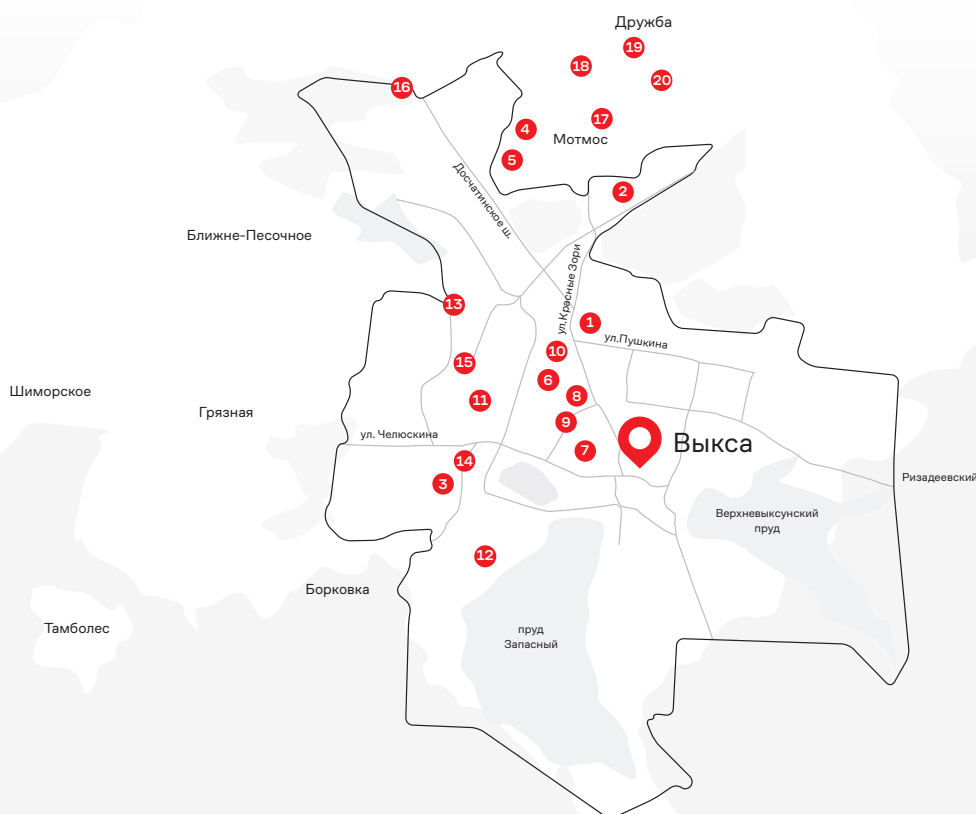 Дружба
19
18
20
16
17
4
Мотмос
5
Досчатинское ш.
2
Ближне-Песочное
ул.Красные Зори
13
1
ул.Пушкина
10
15
6
Шиморское
8
11
Грязная
9
ул. Челюскина
Выкса
7
14
Ризадеевский
3
Верхневыксунский
пруд
12
Борковка
Тамболес
пруд
Запасный